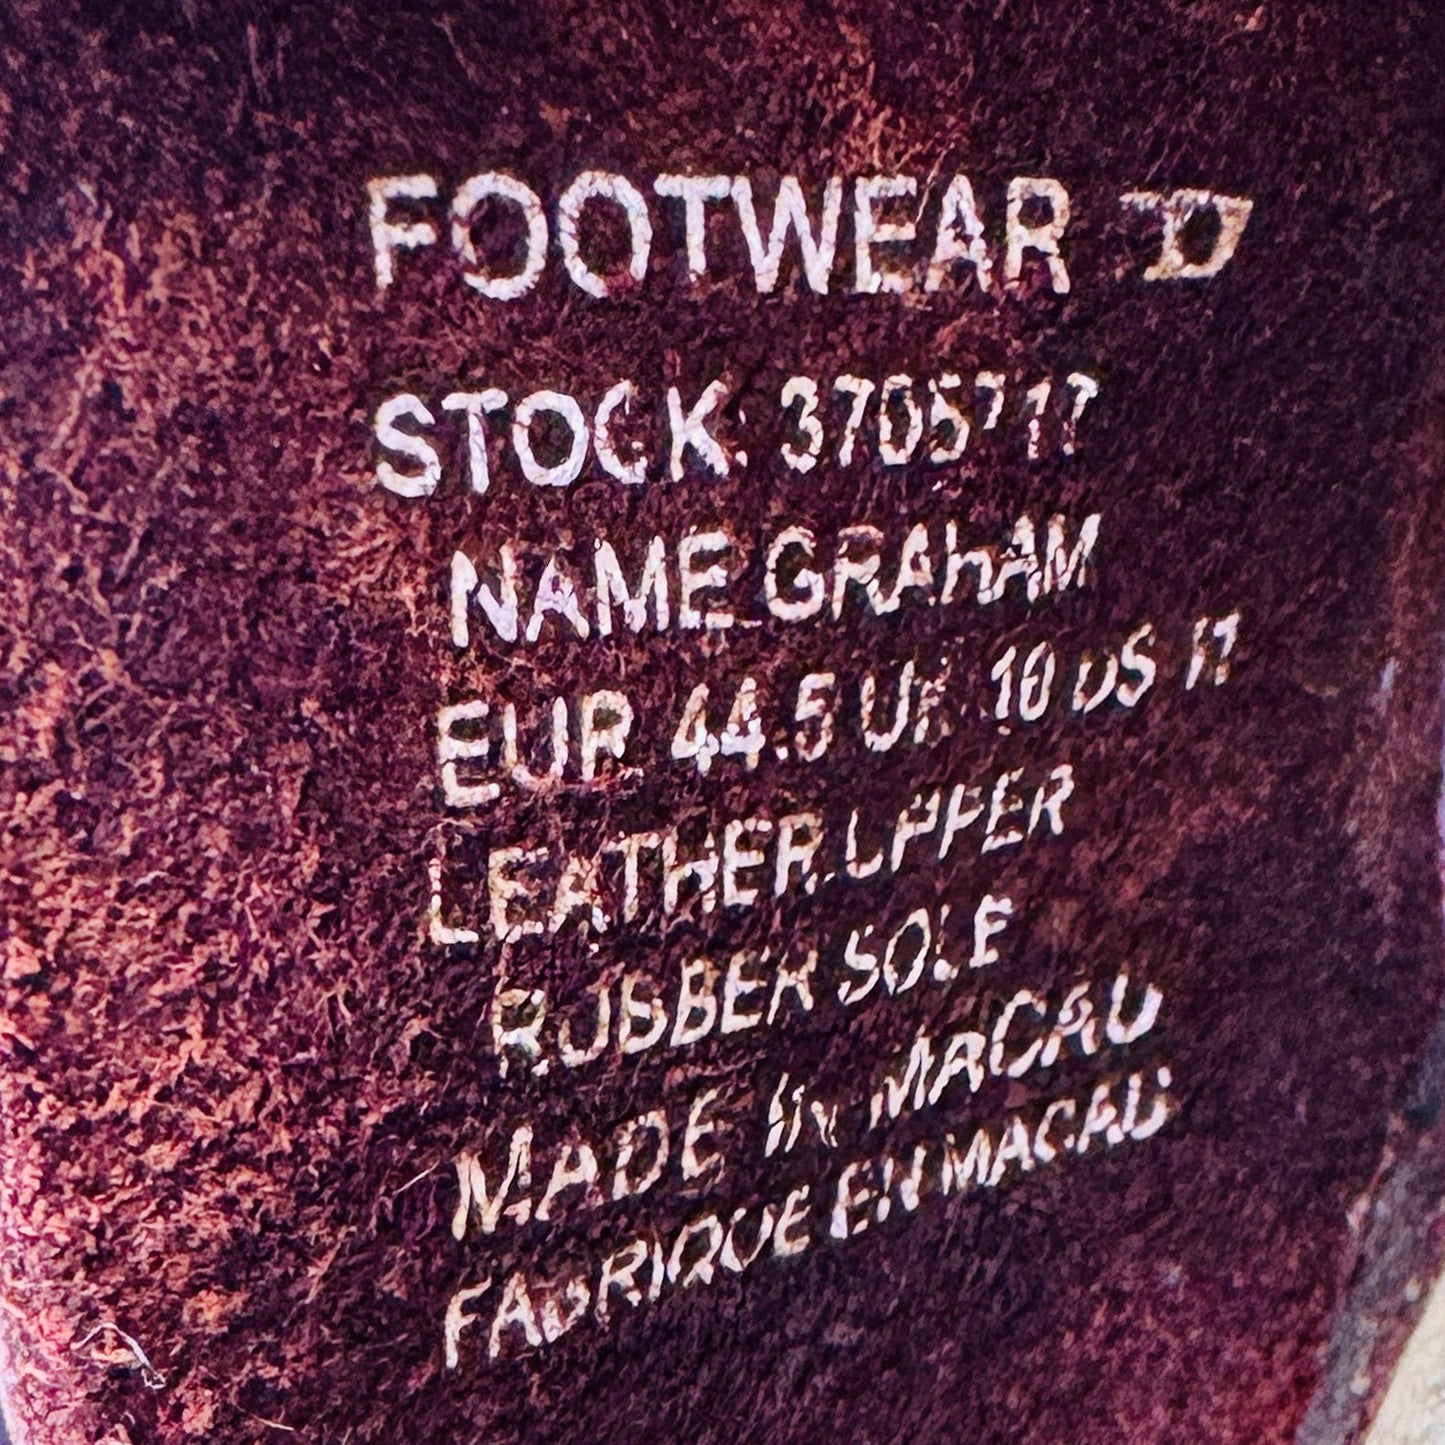 FOOTWEAR D
STOCK:
NAME GRAHAM
EUR 44.5 UK 10 US 11
LEATHER UPPER
RUBBER SOLE
MADE IN MACAU
FABRIQUE EN MACAU